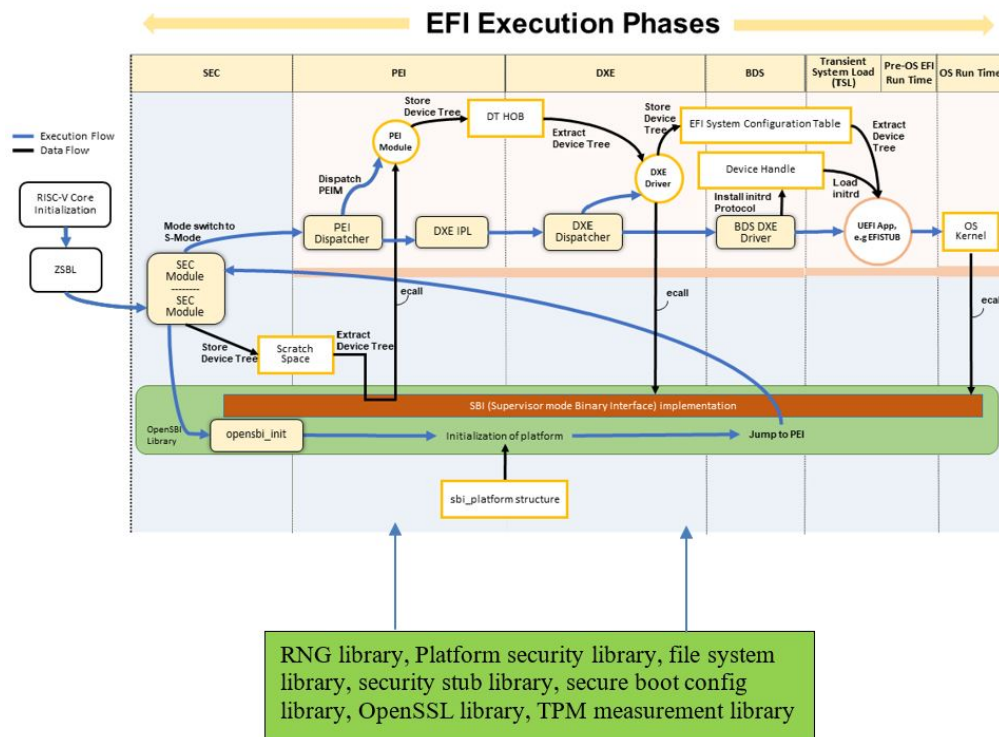 EFI Execution Phases
SEC
PEI
DXE
BDS
Transient
System Load
(TSL)
Pre-OS EFI
Run Time
OS Run Time
Execution Flow
Data Flow
RISC-V Core
Initialization
ZSBL
Mode switch to
S-Mode
SEC
Module
--------
SEC
Module
Store
Device Tree
Scratch
Space
Extract
Device Tree
Dispatch
PEIM
PEI
Dispatcher
PEI
Module
Store
Device Tree
DT HOB
Extract
Device Tree
DXE IPL
DXE
Dispatcher
DXE
Driver
Store
Device
Tree
EFI System Configuration Table
Extract
Device
Tree
Device Handle
Install initrd
Protocol
Load
initrd
BDS DXE
Driver
UEFI App,
e.g EFISTUB
OS
Kernel
ecall
ecall
ecal
SBI (Supervisor mode Binary Interface) implementation
OpenSBI
Library
opensbi_init
Initialization of platform
Jump to PEI
sbi_platform structure
RNG library, Platform security library, file system
library, security stub library, secure boot config
library, OpenSSL library, TPM measurement library